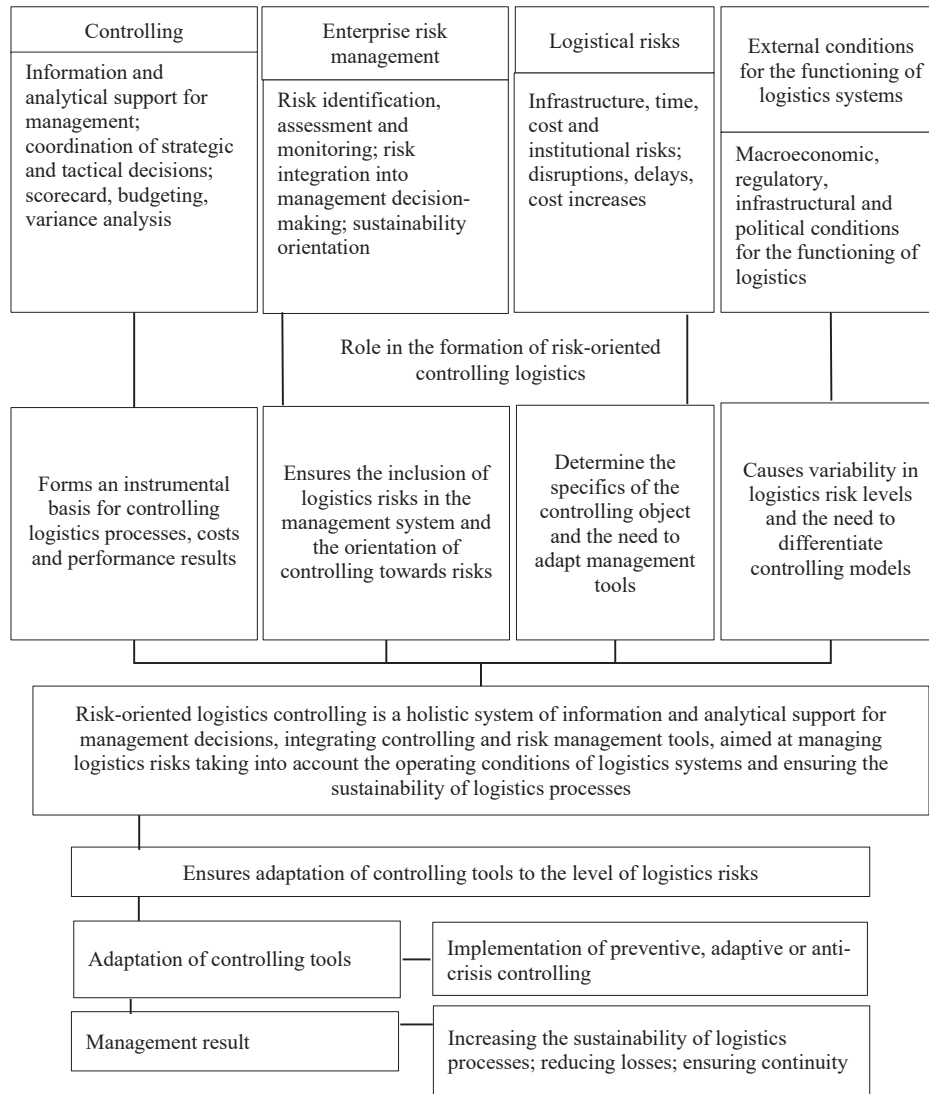 Controlling
Information and
analytical support for
management;
coordination of strategic
and tactical decisions;
scorecard, budgeting,
variance analysis
Enterprise risk
management
Risk identification,
assessment and
monitoring; risk
integration into
management decision-
making; sustainability
orientation
Logistical risks
Infrastructure, time,
cost and
institutional risks;
disruptions, delays,
cost increases
External conditions
for the functioning of
logistics systems
Macroeconomic,
regulatory,
infrastructural and
political conditions
for the functioning of
logistics
Role in the formation of risk-oriented
controlling logistics
Forms an instrumental
basis for controlling
logistics processes, costs
and performance results
Ensures the inclusion of
logistics risks in the
management system and
the orientation of
controlling towards risks
Determine the
specifics of the
controlling object
and the need to
adapt management
tools
Causes variability in
logistics risk levels
and the need to
differentiate
controlling models
Risk-oriented logistics controlling is a holistic system of information and analytical support for
management decisions, integrating controlling and risk management tools, aimed at managing
logistics risks taking into account the operating conditions of logistics systems and ensuring the
sustainability of logistics processes
Ensures adaptation of controlling tools to the level of logistics risks
Adaptation of controlling tools
Implementation of preventive, adaptive or anti-
crisis controlling
Management result
Increasing the sustainability of logistics
processes; reducing losses; ensuring continuity